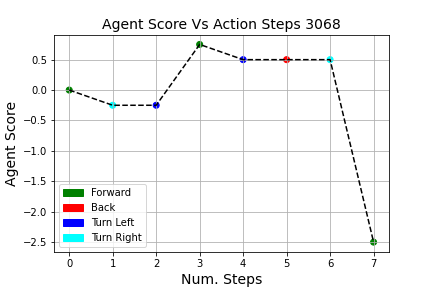 Agent Score Vs Action Steps 3068
Agent Score
0.5
0.0
−0.5
−1.0
−1.5
−2.0
−2.5
Forward
Back
Turn Left
Turn Right
0 1 2 3 4 5 6 7
Num. Steps